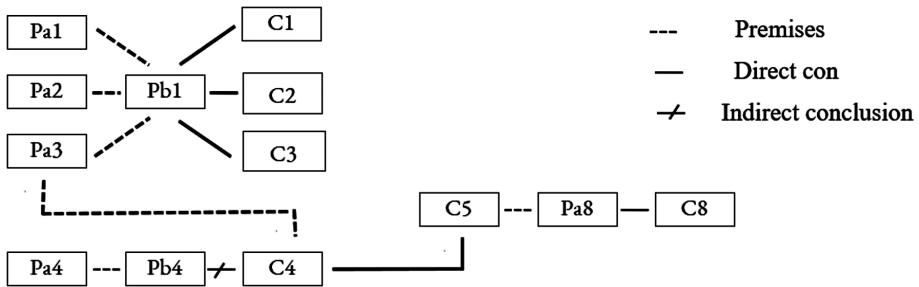 Pa1
C1
Premises
Pa2
Pb1
C2
Direct con
Pa3
C3
Indirect conclusion
C5
Pa8
C8
Pa4
Pb4
C4